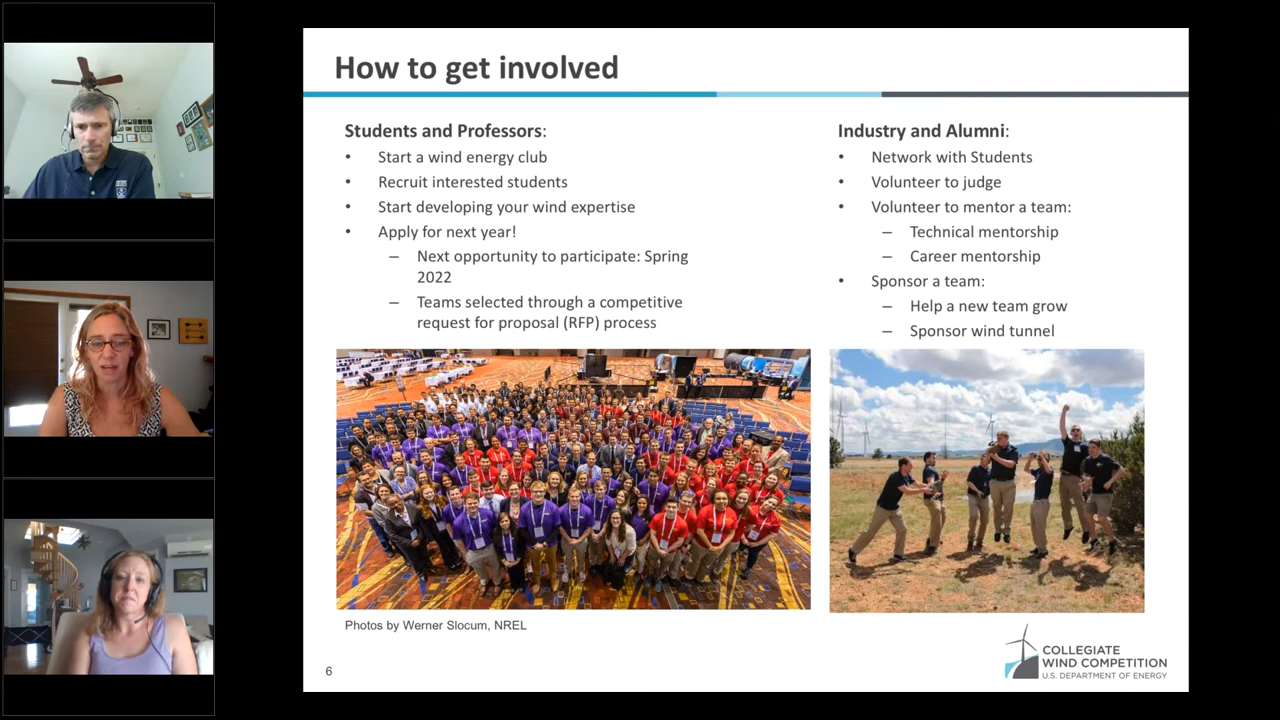 How to get involved
Students and Professors:
• Start a wind energy club
• Recruit interested students
• Start developing your wind expertise
• Apply for next year!
– Next opportunity to participate: Spring
2022
– Teams selected through a competitive
request for proposal (RFP) process
Industry and Alumni:
• Network with Students
• Volunteer to judge
• Volunteer to mentor a team:
– Technical mentorship
– Career mentorship
• Sponsor a team:
– Help a new team grow
– Sponsor wind tunnel
Photos by Werner Slocum, NREL
6
COLLEGIATE
WIND COMPETITION
U.S. DEPARTMENT OF ENERGY